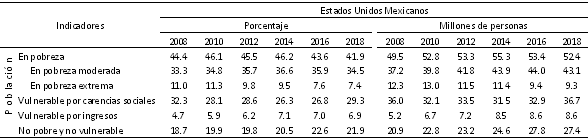 Estados Unidos Mexicanos
Indicadores Porcentaje Millones de personas
2008 2010 2012 2014 2016 2018 2008 2010 2012 2014 2016 2018
Población
En pobreza 44.4 46.1 45.5 46.2 43.6 41.9 49.5 52.8 53.3 55.3 53.4 52.4
En pobreza moderada 33.3 34.8 35.7 36.6 35.9 34.5 37.2 39.8 41.8 43.9 44.0 43.1
En pobreza extrema 11.0 11.3 9.8 9.5 7.6 7.4 12.3 13.0 11.5 11.4 9.4 9.3
Vulnerable por carencias sociales 32.3 28.1 28.6 26.3 26.8 29.3 36.0 32.1 33.5 31.5 32.9 36.7
Vulnerable por ingresos 4.7 5.9 6.2 7.1 7.0 6.9 5.2 6.7 7.2 8.5 8.6 8.6
No pobre y no vulnerable 18.7 19.9 19.8 20.5 22.6 21.9 20.9 22.8 23.2 24.6 27.8 27.4